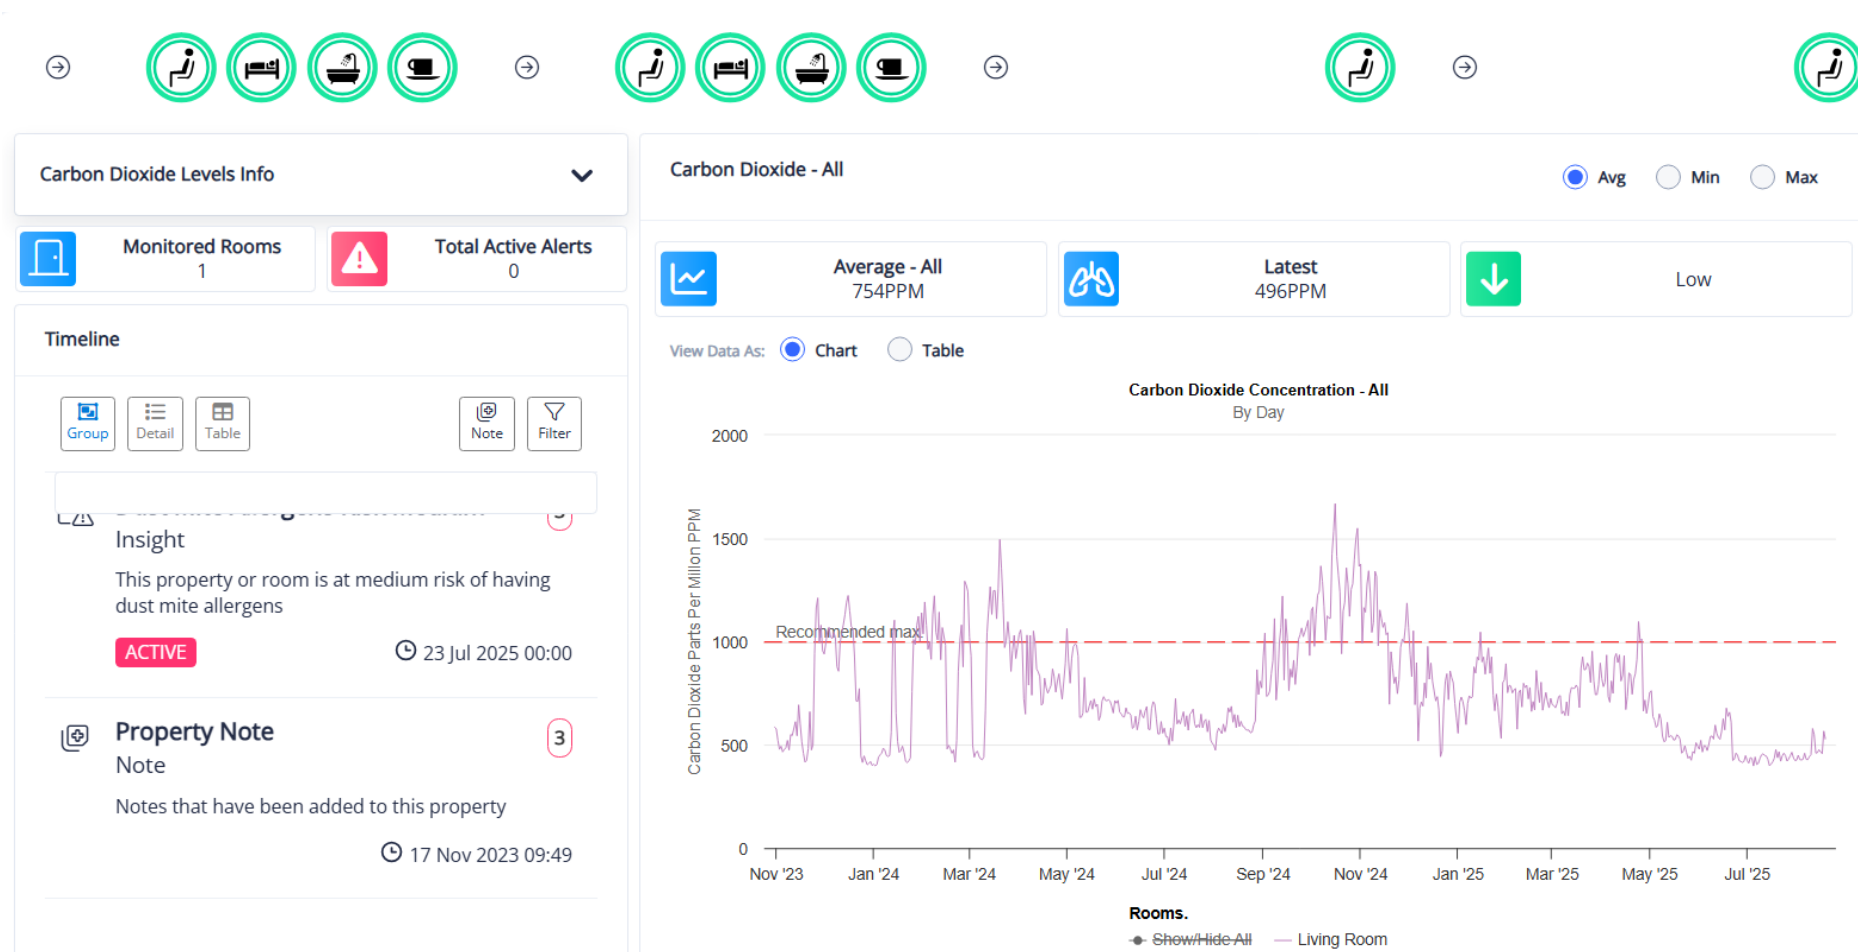 Carbon Dioxide Levels Info
Monitored Rooms
1
Total Active Alerts
0
Timeline
Group
Detail
Table
Note
Filter
Insight
This property or room is at medium risk of having
dust mite allergens
ACTIVE
23 Jul 2025 00:00
Property Note
3
Note
Notes that have been added to this property
17 Nov 2023 09:49
Carbon Dioxide - All
Avg
Min
Max
Average - All
754PPM
Latest
496PPM
Low
View Data As:
Chart
Table
Carbon Dioxide Concentration - All
By Day
Carbon Dioxide Parts Per Millon PPM
2000
1500
1000
500
0
Recommended max.
Nov '23
Jan '24
Mar '24
May '24
Jul '24
Sep '24
Nov '24
Jan '25
Mar '25
May '25
Jul '25
Rooms.
Show/Hide All
Living Room